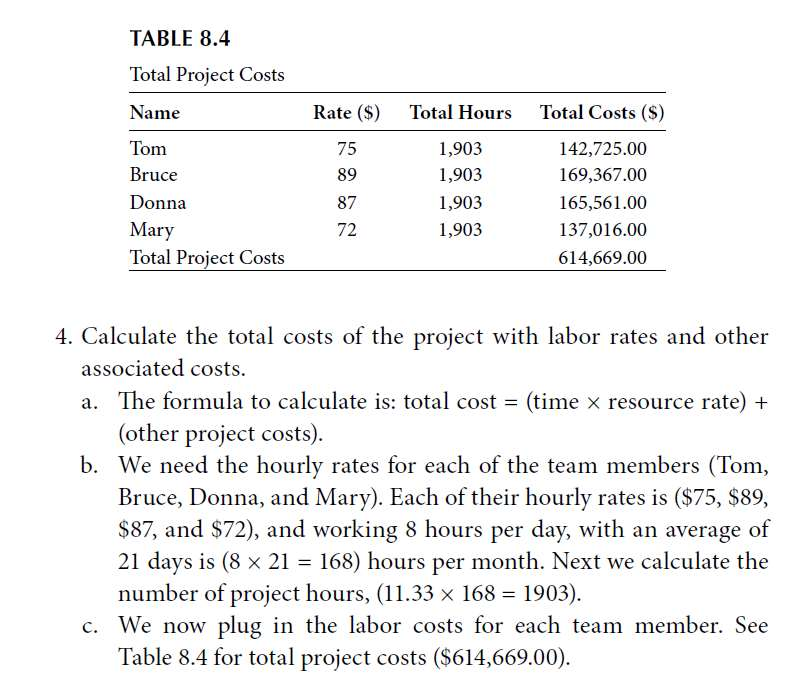 TABLE 8.4
Total Project Costs
Name Rate ($) Total Hours Total Costs ($)
Tom 75 1,903 142,725.00
Bruce 89 1,903 169,367.00
Donna 87 1,903 165,561.00
Mary 72 1,903 137,016.00
Total Project Costs 614,669.00
4. Calculate the total costs of the project with labor rates and other
associated costs.
a. The formula to calculate is: total cost = (time × resource rate) +
(other project costs).
b. We need the hourly rates for each of the team members (Tom,
Bruce, Donna, and Mary). Each of their hourly rates is ($75, $89,
$87, and $72), and working 8 hours per day, with an average of
21 days is (8 × 21 = 168) hours per month. Next we calculate the
number of project hours, (11.33 × 168 = 1903).
c. We now plug in the labor costs for each team member. See
Table 8.4 for total project costs ($614,669.00).